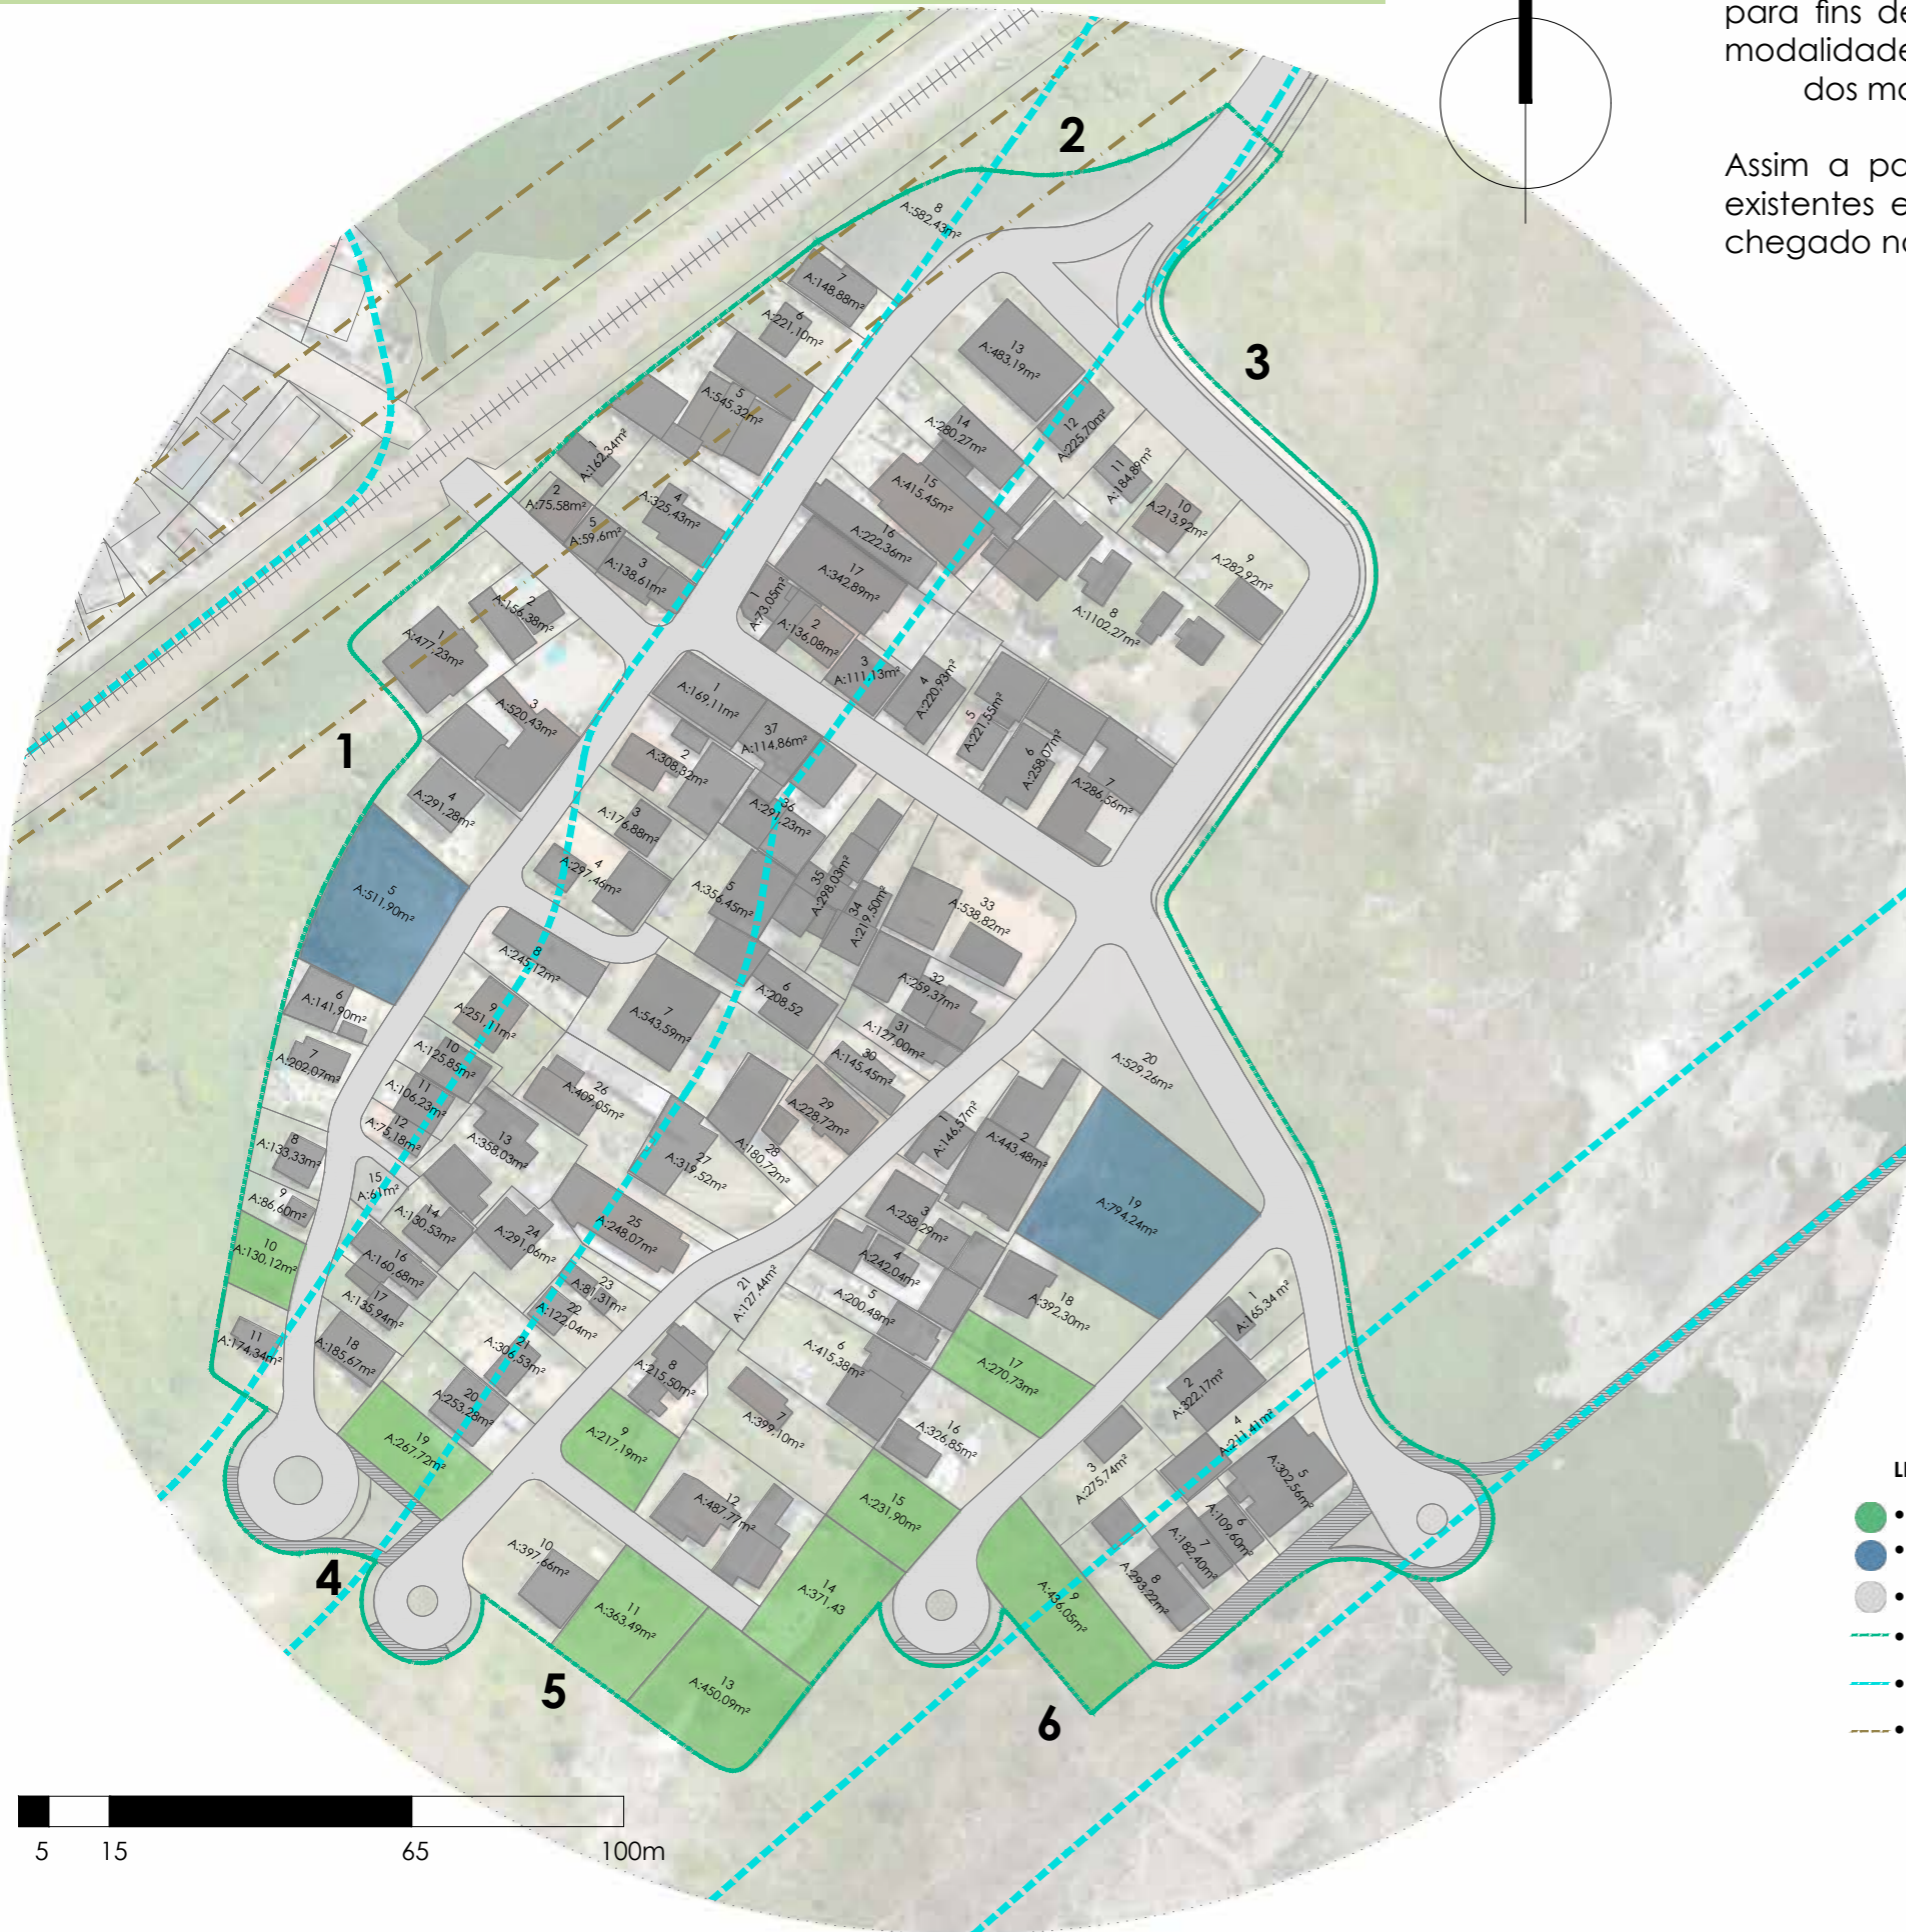 para fins de
modalidade
dos mo
Assim a pa
existentes e
chegado no
2
8
A:582,43m²
7
A:148,88m²
6
A:221,10m²
5
A:545,32m²
1
A:162,34m²
4
A:325,43m²
2
A:75.58m²
5
A:59,6m²
3
A:138,61m²
3
13
A:483,19m²
12
A:225,70m²
14
A:280,27m²
11
A:184,89m²
15
A:415,45m²
10
A:213,92m²
16
A:222,36m²
9
A:282,92m²
17
A:342,89m²
1
A:73,05m²
2
A:136,08m²
8
A:1102,27m²
3
A:111,13m²
4
A:220,93m²
5
A:221,55m²
6
A:258,07m²
7
A:286,56m²
1
1
A:477,23m²
2
A:156,38m²
3
A:520,43m²
4
A:291,28m²
5
A:511,90m²
6
A:141,90m²
7
A:202,07m²
8
A:133,33m²
9
A:86,60m²
10
A:130,12m²
11
A:174,34m²
1
A:169,11m²
37
A:114,86m²
2
A:308,32m²
36
A:291,23m²
3
A:176,88m²
4
A:297,46m²
5
A:356,45m²
35
A:298,03m²
34
A:219,50m²
33
A:538,82m²
8
A:245,12m²
32
A:259,37m²
6
A:208,52
7
A:543,59m²
31
A:127,00m²
9
A:251,11m²
30
A:145,45m²
10
A:125,85m²
26
A:409,05m²
29
A:228,72m²
11
A:106,23m²
12
A:75,18m²
13
A:358,03m²
28
A:180,72m²
27
A:319,52m²
15
A:61m²
14
A:130,53m²
24
A:291,06m²
25
A:248,07m²
16
A:160,68m²
17
A:135,94m²
23
A:81,31m²
22
A:122,04m²
18
A:185,67m²
21
A:306,53m²
20
A:253,28m²
19
A:267,72m²
4
20
A:529,26m²
1
A:146,57m²
2
A:443,48m²
19
A:794,24m²
3
A:258,29m²
4
A:242,04m²
18
A:392,30m²
21
A:127,44m²
5
A:200,48m²
6
A:415,38m²
17
A:270,73m²
8
A:215,50m²
7
A:399,10m²
16
A:326,85m²
9
A:217,19m²
12
A:487,77m²
15
A:231,90m²
10
A:397,66m²
14
A:371,43
11
A:363,49m²
13
A:450,09m²
5
1
A:165,34 m²
2
A:322,17m²
4
A:211,41m²
3
A:275,74m²
5
A:302,56m²
6
A:109,60m²
7
A:182,40m²
8
A:293,22m²
9
A:436,05m²
6
5 15 65 100m